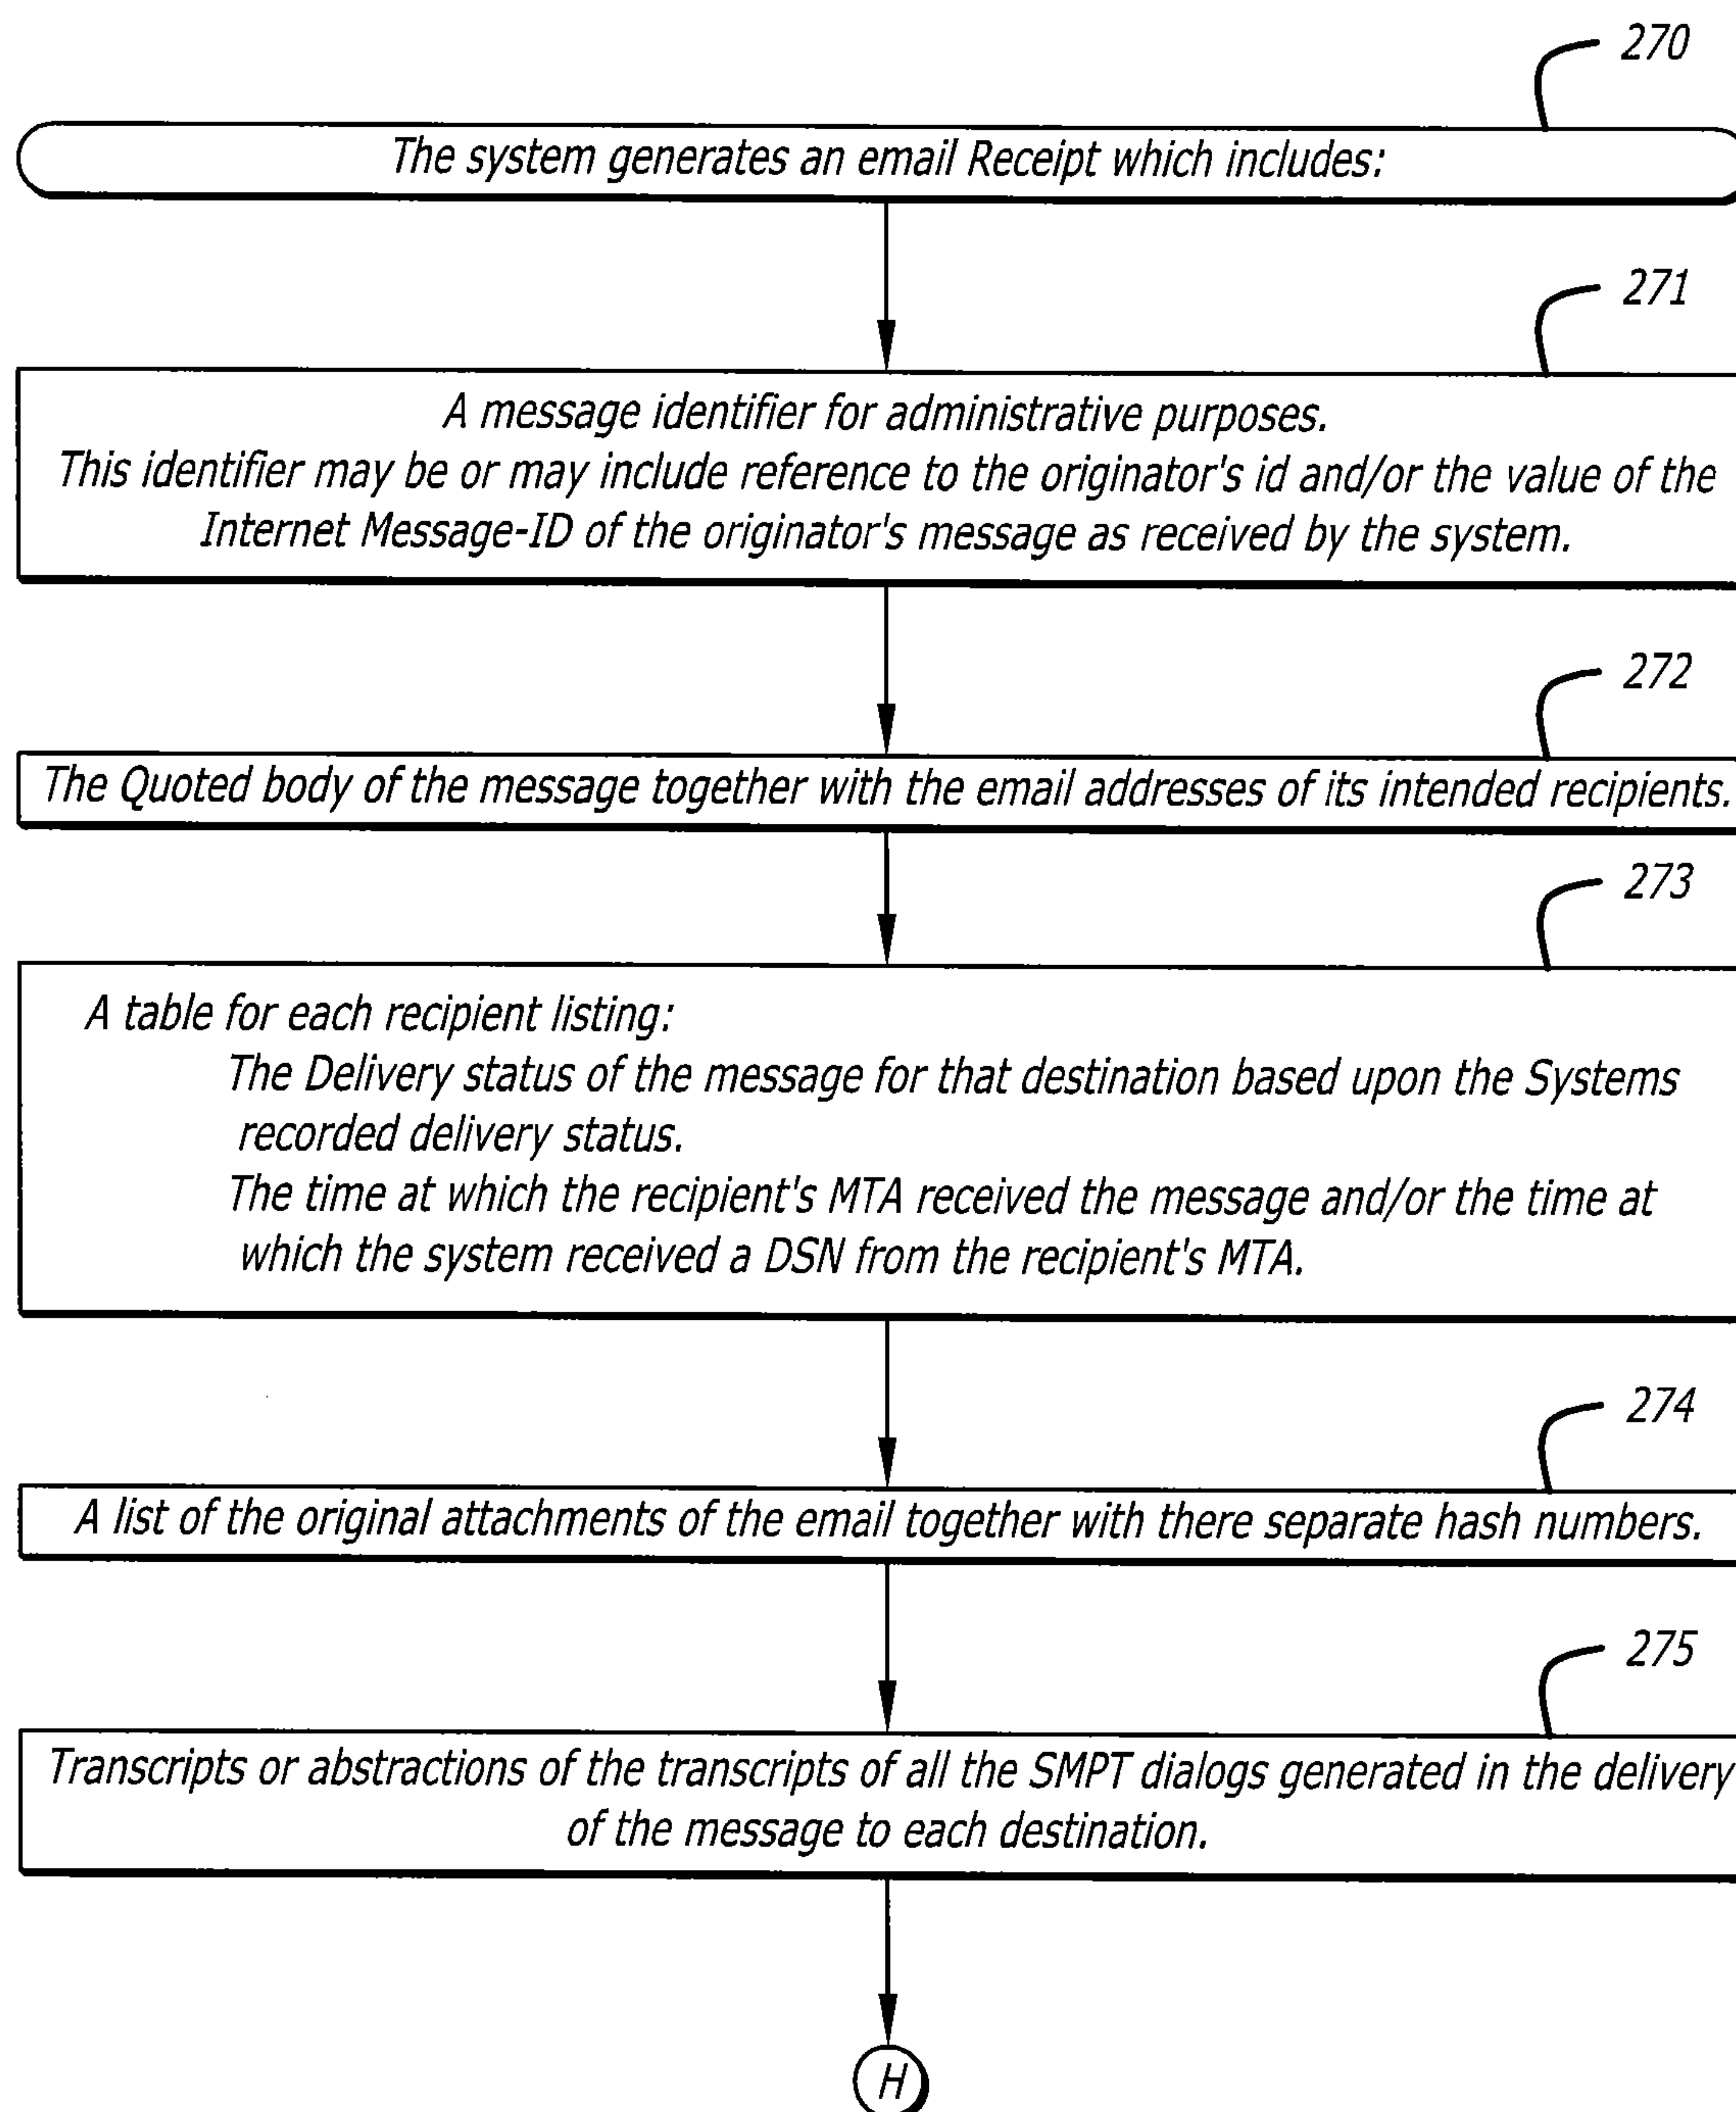 270
The system generates an email Receipt which includes:
271
A message identifier for administrative purposes.
This identifier may be or may include reference to the originator's id and/or the value of the
Internet Message-ID of the originator's message as received by the system.
272
The Quoted body of the message together with the email addresses of its intended recipients.
273
A table for each recipient listing:
The Delivery status of the message for that destination based upon the Systems
recorded delivery status.
The time at which the recipient's MTA received the message and/or the time at
which the system received a DSN from the recipient's MTA.
274
A list of the original attachments of the email together with there separate hash numbers.
275
Transcripts or abstractions of the transcripts of all the SMPT dialogs generated in the delivery
of the message to each destination.
H